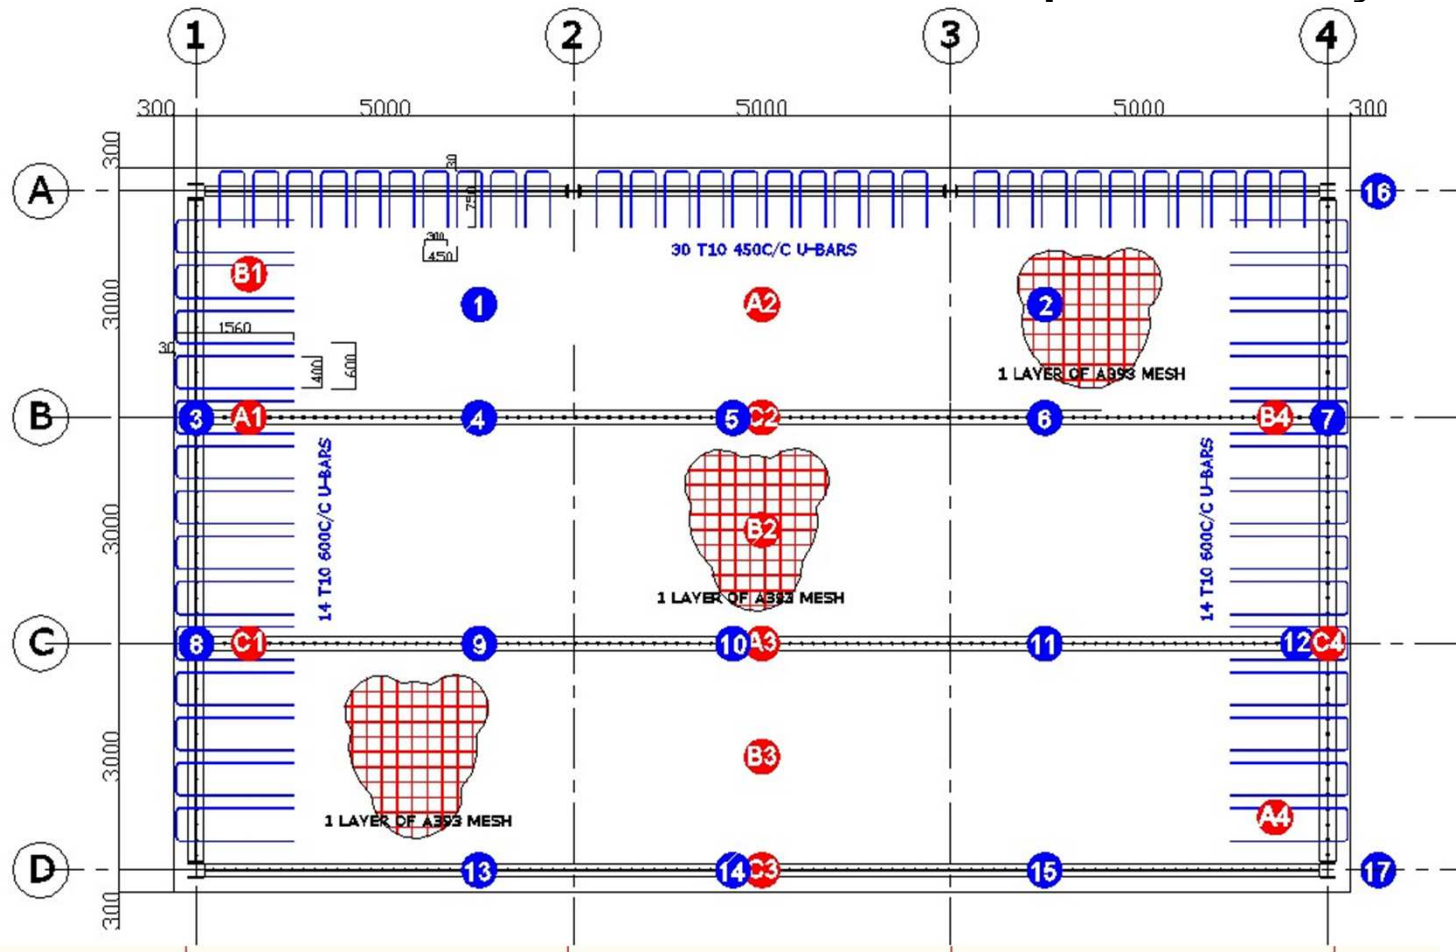 1 2 3 4
300 5000 5000 5000 300
300
A 30 16
750
300
450
30 T10 450C/C U-BARS
B1
3000 1 A2 2
1560
30
400 600
1 LAYER OF A393 MESH
B 3 A1 4 5 C2 6 B4 7
14 T10 600C/C U-BARS
14 T10 600C/C U-BARS
3000 B2
1 LAYER OF A393 MESH
C 8 C1 9 10 A3 11 12 C4
3000 B3
1 LAYER OF A393 MESH
A4
D 13 14 C3 15 17
300